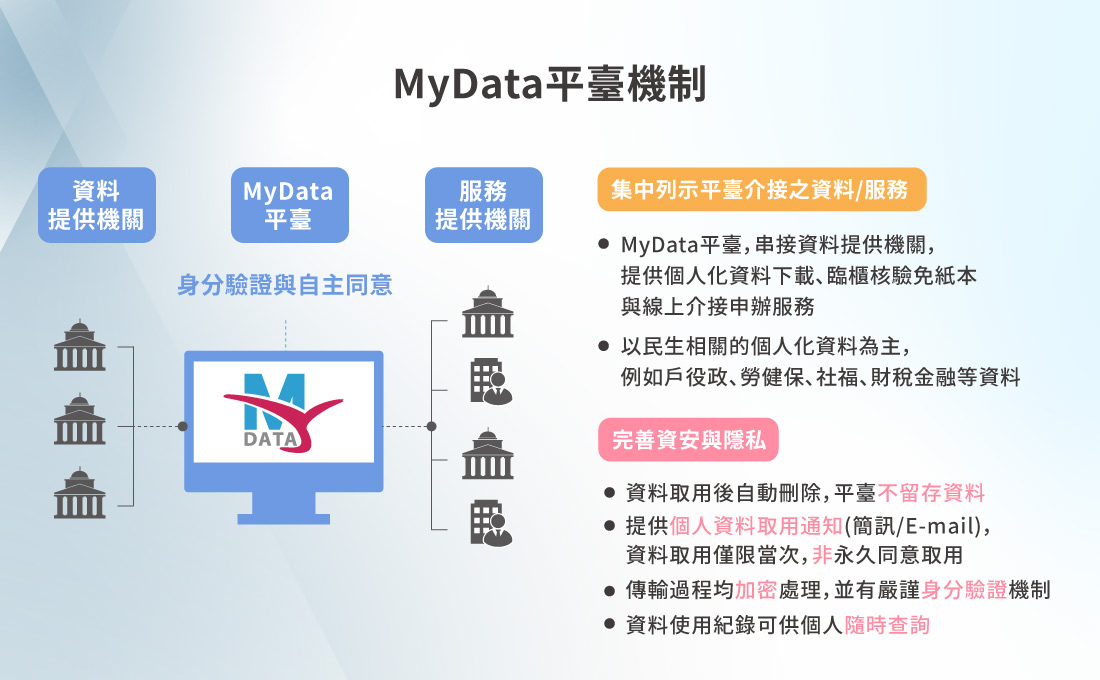 MyData平臺機制
資料
提供機關
MyData
平臺
服務
提供機關
身分驗證與自主同意
MY
DATA
集中列示平臺介接之資料/服務
● MyData平臺，串接資料提供機關，
提供個人化資料下載、臨櫃核驗免紙本
與線上介接申辦服務
● 以民生相關的個人化資料為主，
例如戶役政、勞健保、社福、財稅金融等資料
完善資安與隱私
● 資料取用後自動刪除，平臺不留存資料
● 提供個人資料取用通知(簡訊/E-mail)，
資料取用僅限當次，非永久同意取用
● 傳輸過程均加密處理，並有嚴謹身分驗證機制
● 資料使用紀錄可供個人隨時查詢